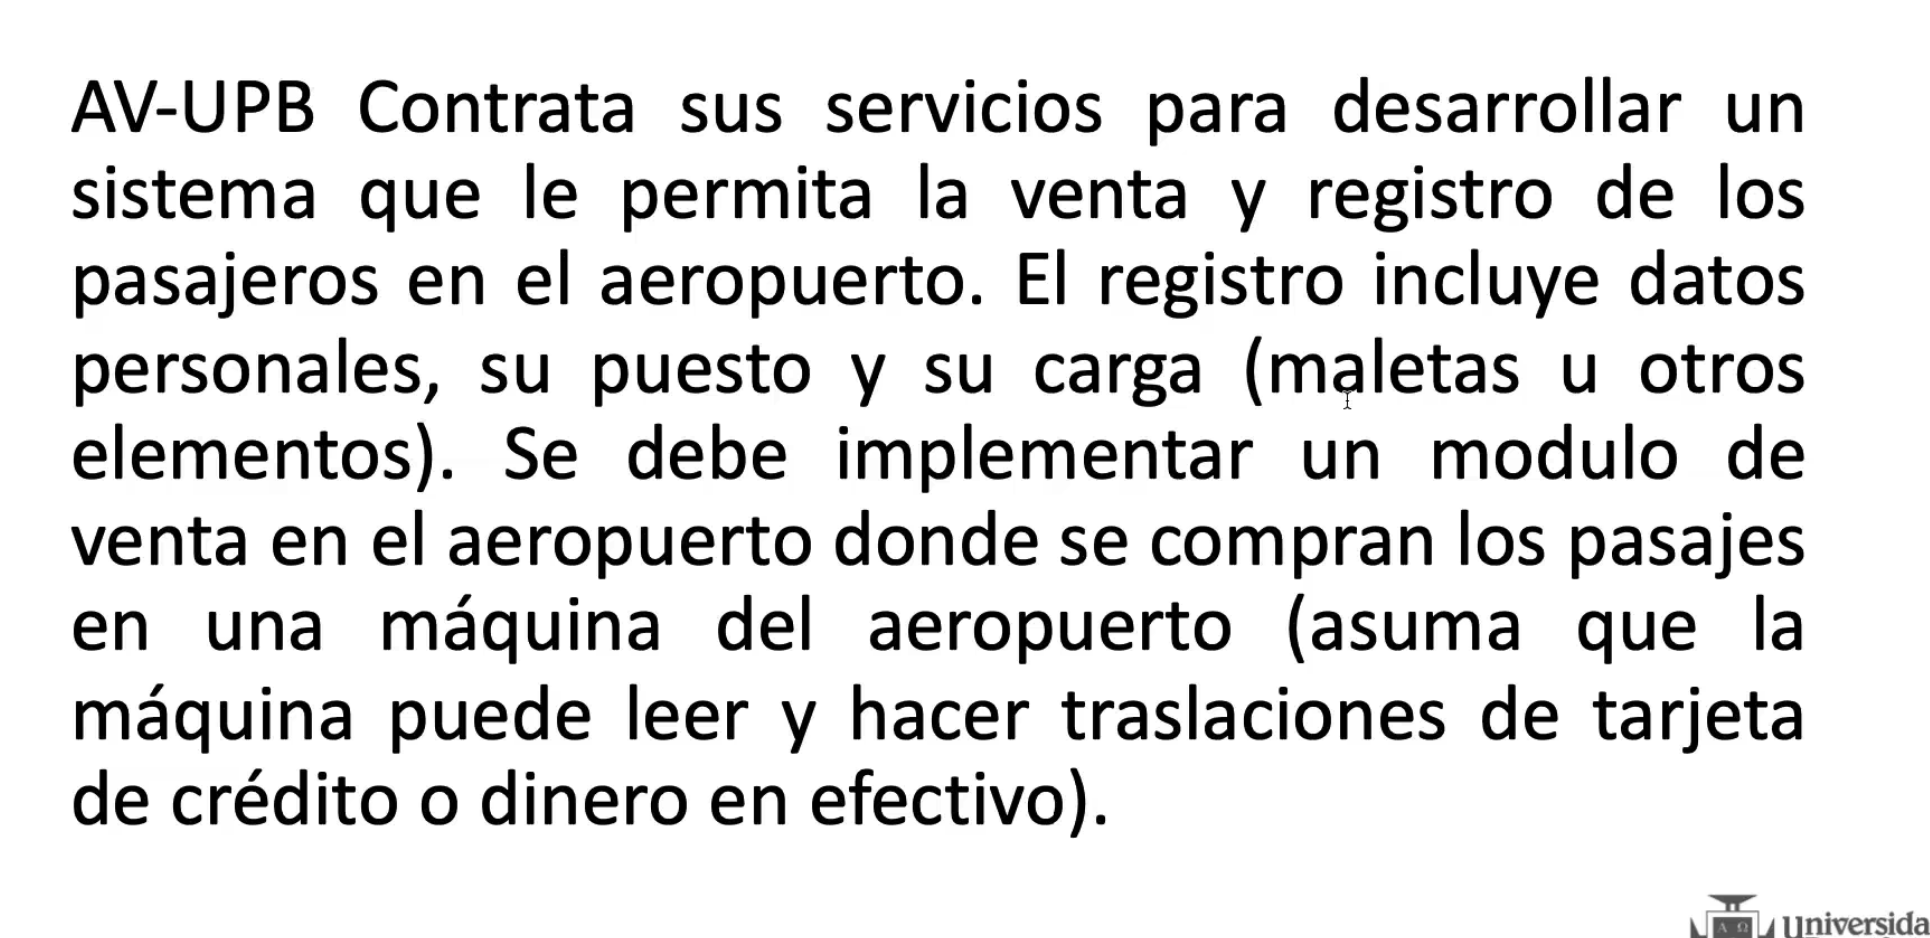 AV-UPB Contrata sus servicios para desarrollar un
sistema que le permita la venta y registro de los
pasajeros en el aeropuerto. El registro incluye datos
personales, su puesto y su carga (maletas u otros
elementos). Se debe implementar un modulo de
venta en el aeropuerto donde se compran los pasajes
en una máquina del aeropuerto (asuma que la
máquina puede leer y hacer traslaciones de tarjeta
de crédito o dinero en efectivo).
A Ω
Universida